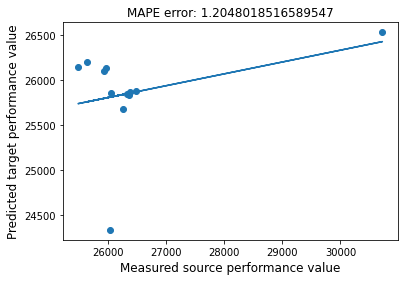 MAPE error: 1.2048018516589547
Predicted target performance value
26500
26000
25500
25000
24500
26000 27000 28000 29000 30000
Measured source performance value